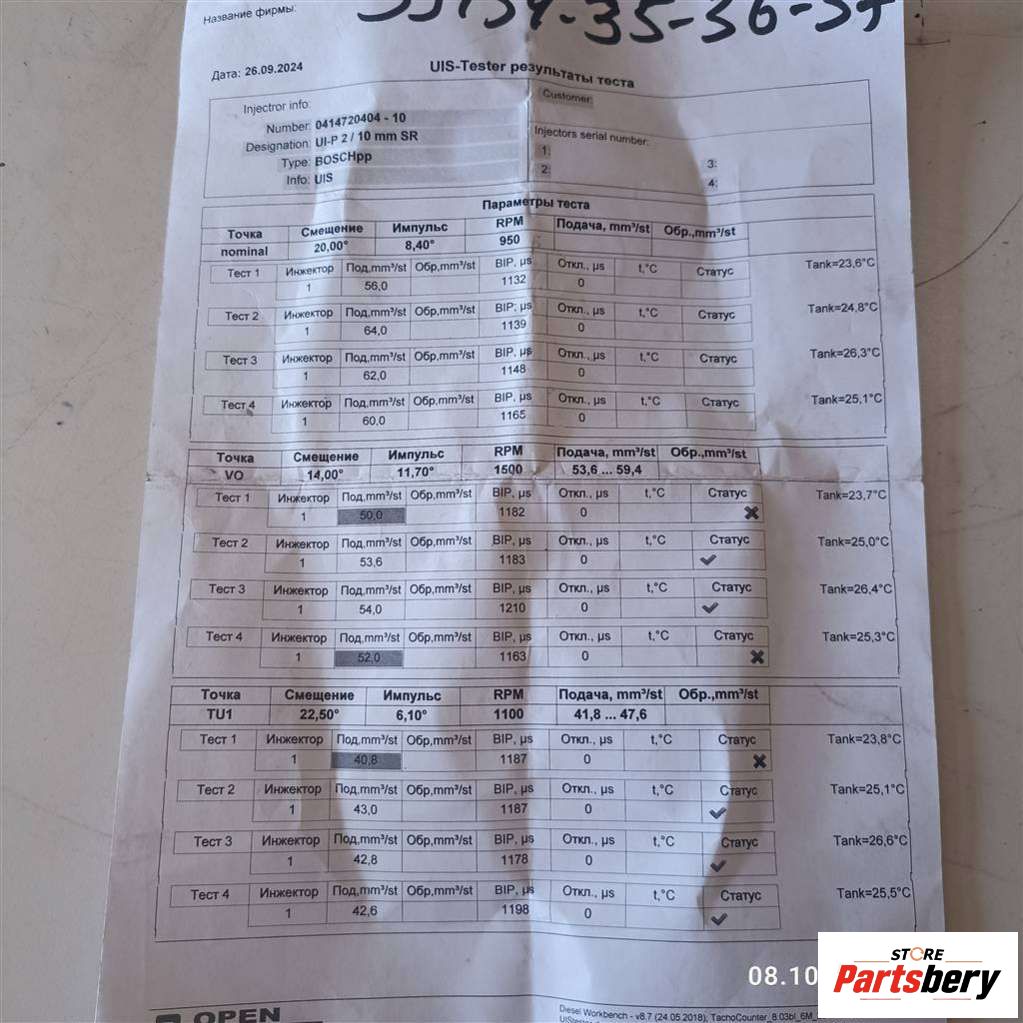 Название фирмы:
35-36-37
Дата: 26.09.2024
UIS-Tester результаты теста
Injectror info:
Number: 0414720404 - 10
Designation: UI-P 2 / 10 mm SR
Type: BOSCHpp
Info: UIS
Customer:
Injectors serial number:
1:
2:
3:
4:
Параметры теста
Точка Смещение Импульс RPM Подача, mm³/st Обр.,mm³/st
nominal 20,00° 8,40° 950
Тест 1 Инжектор Под,mm³/st Обр,mm³/st BIP, µs Откл., µs t,°C Статус Tank=23,6°C
1 56,0 1132 0
Тест 2 Инжектор Под,mm³/st Обр,mm³/st BIP, µs Откл., µs t,°C Статус Tank=24,8°C
1 64,0 1139 0
Тест 3 Инжектор Под,mm³/st Обр,mm³/st BIP, µs Откл., µs t,°C Статус Tank=26,3°C
1 62,0 1148 0
Тест 4 Инжектор Под,mm³/st Обр,mm³/st BIP, µs Откл., µs t,°C Статус Tank=25,1°C
1 60,0 1165 0
Точка Смещение Импульс RPM Подача, mm³/st Обр.,mm³/st
VO 14,00° 11,70° 1500 53,6 ... 59,4
Тест 1 Инжектор Под,mm³/st Обр,mm³/st BIP, µs Откл., µs t,°C Статус Tank=23,7°C
1 50,0 1182 0 ✖
Тест 2 Инжектор Под,mm³/st Обр,mm³/st BIP, µs Откл., µs t,°C Статус Tank=25,0°C
1 53,6 1183 0 ✔
Тест 3 Инжектор Под,mm³/st Обр,mm³/st BIP, µs Откл., µs t,°C Статус Tank=26,4°C
1 54,0 1210 0 ✔
Тест 4 Инжектор Под,mm³/st Обр,mm³/st BIP, µs Откл., µs t,°C Статус Tank=25,3°C
1 52,0 1163 0 ✖
Точка Смещение Импульс RPM Подача, mm³/st Обр.,mm³/st
TU1 22,50° 6,10° 1100 41,8 ... 47,6
Тест 1 Инжектор Под,mm³/st Обр,mm³/st BIP, µs Откл., µs t,°C Статус Tank=23,8°C
1 40,8 1187 0 ✖
Тест 2 Инжектор Под,mm³/st Обр,mm³/st BIP, µs Откл., µs t,°C Статус Tank=25,1°C
1 43,0 1187 0 ✔
Тест 3 Инжектор Под,mm³/st Обр,mm³/st BIP, µs Откл., µs t,°C Статус Tank=26,6°C
1 42,8 1178 0 ✔
Тест 4 Инжектор Под,mm³/st Обр,mm³/st BIP, µs Откл., µs t,°C Статус Tank=25,5°C
1 42,6 1198 0 ✔
08.10
STORE
Partsbery
OPEN
Diesel Workbench - v8.7 (24.05.2018); TachoCounter_8.03bl_6M_